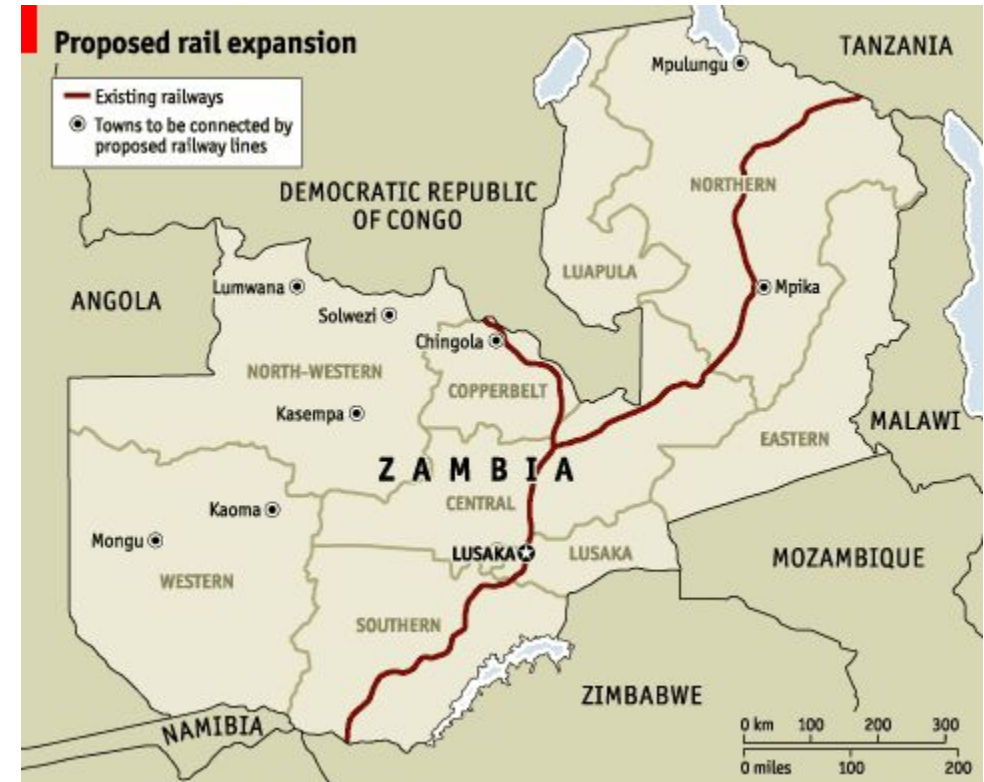 Proposed rail expansion
Existing railways
Towns to be connected by
proposed railway lines
TANZANIA
Mpulungu
DEMOCRATIC REPUBLIC
OF CONGO
NORTHERN
LUAPULA
ANGOLA
Lumwana
Mpika
Solwezi
Chingola
NORTH-WESTERN
COPPERBELT
Kasempa
MALAWI
EASTERN
ZAMBIA
CENTRAL
Kaoma
Mongu
LUSAKA
LUSAKA
MOZAMBIQUE
WESTERN
SOUTHERN
ZIMBABWE
NAMIBIA
0 km 100 200 300
0 miles 100 200